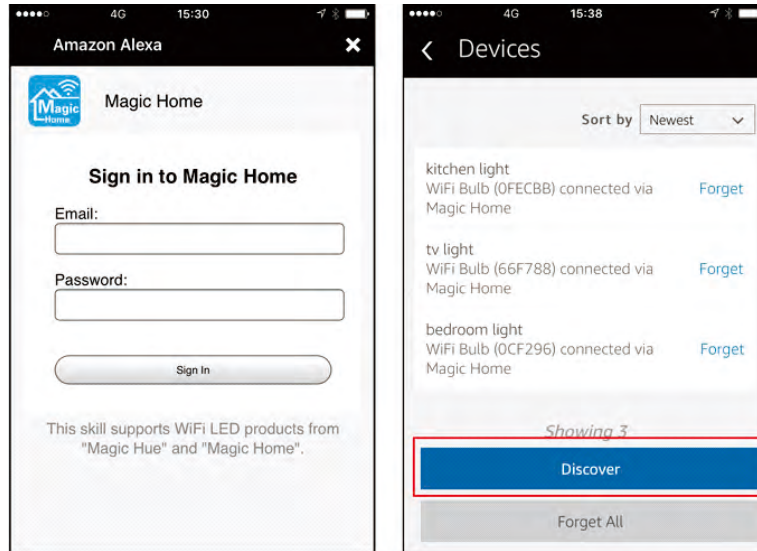 4G 15:30
Amazon Alexa
Magic Home
Magic Home
Sign in to Magic Home
Email:
Password:
Sign In
This skill supports WiFi LED products from
"Magic Hue" and "Magic Home".
4G 15:38
Devices
Sort by Newest
kitchen light
WiFi Bulb (0FECBB) connected via
Magic Home
Forget
tv light
WiFi Bulb (66F788) connected via
Magic Home
Forget
bedroom light
WiFi Bulb (0CF296) connected via
Magic Home
Forget
Showing 3
Discover
Forget All